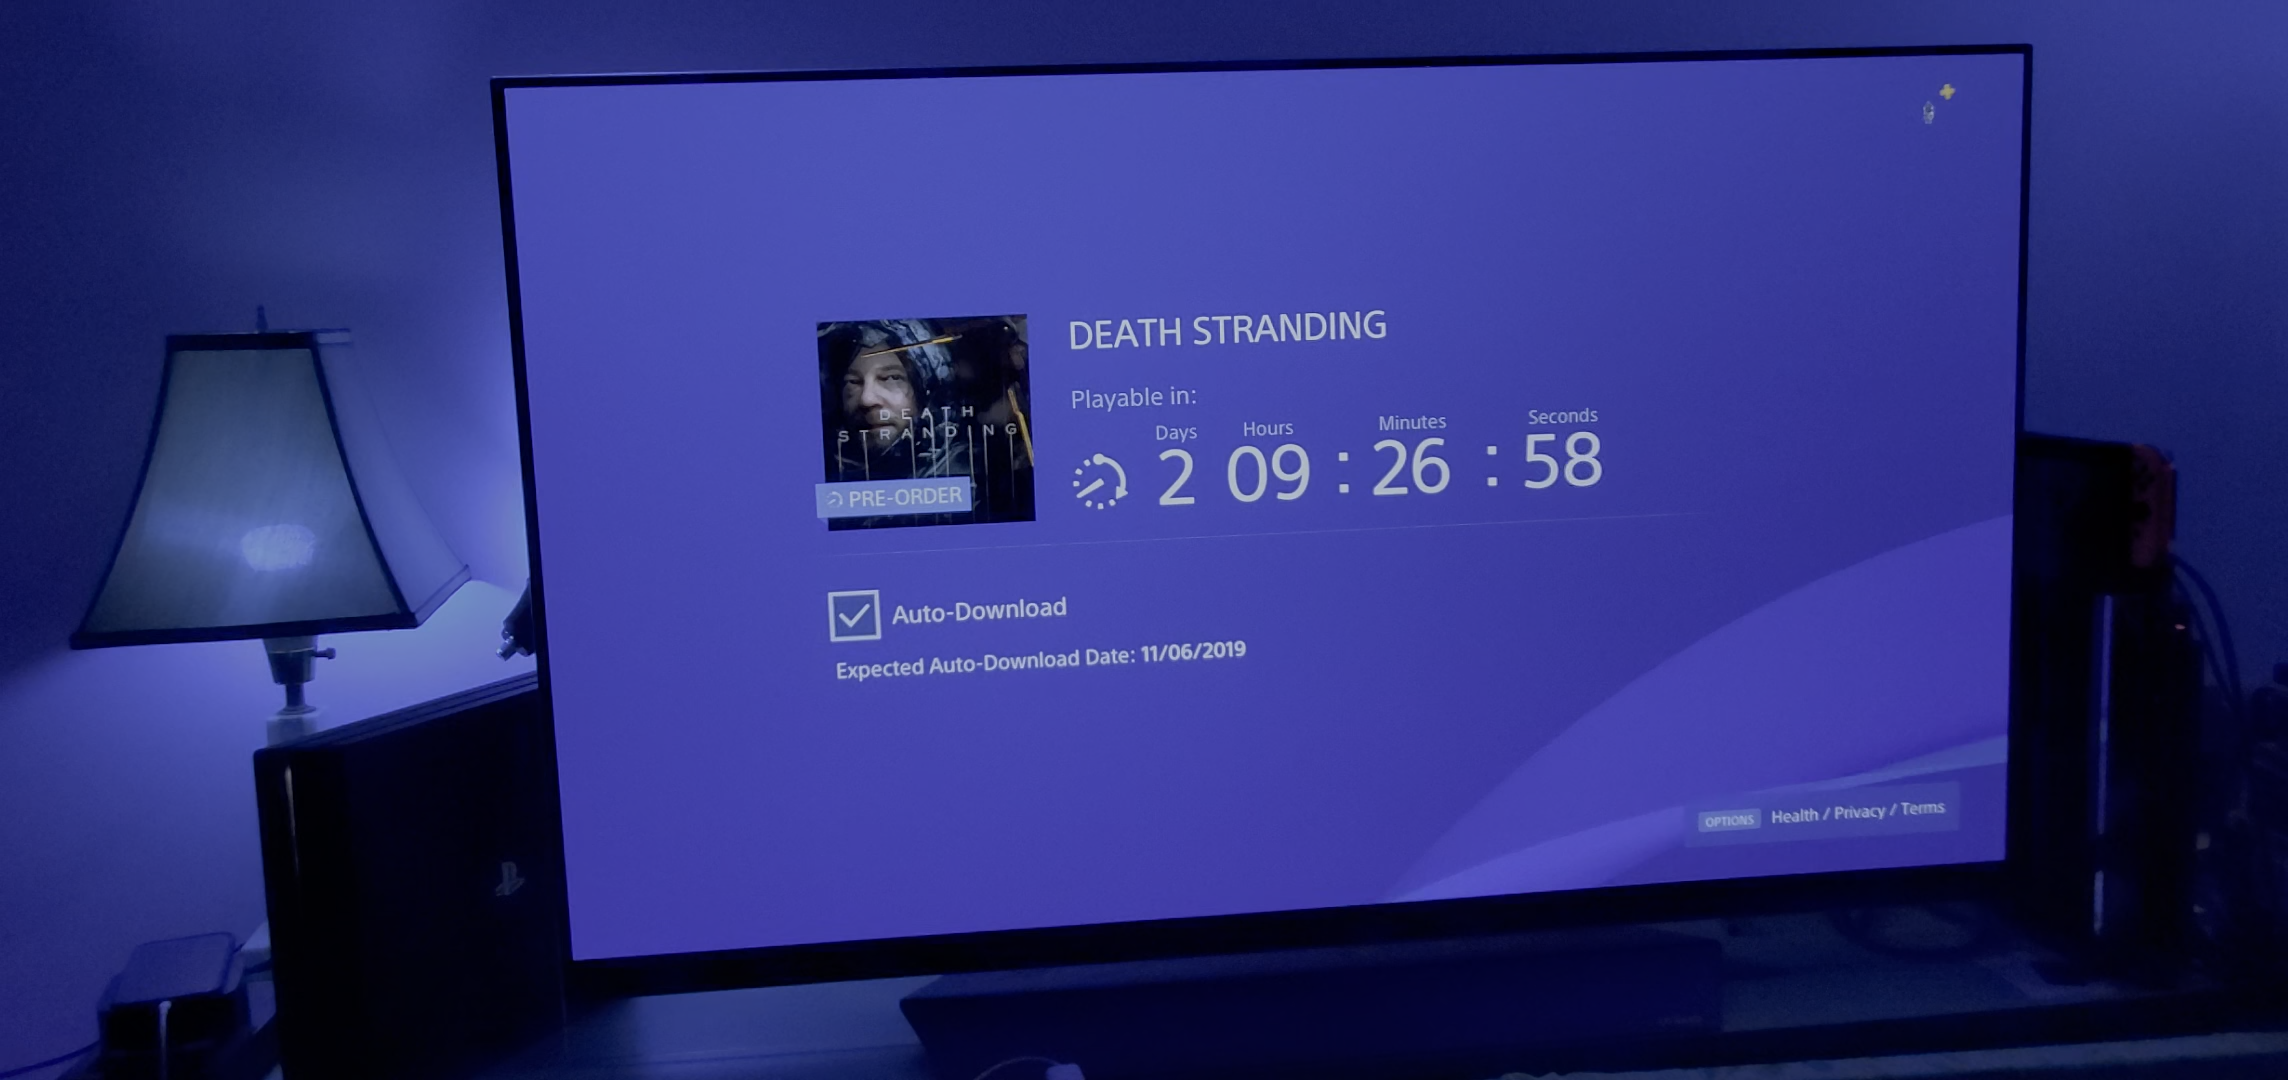 DEATH STRANDING
DEATH
STRANDING
PRE-ORDER
Playable in:
Days Hours Minutes Seconds
2 09 : 26 : 58
Auto-Download
Expected Auto-Download Date: 11/06/2019
OPTIONS Health / Privacy / Terms